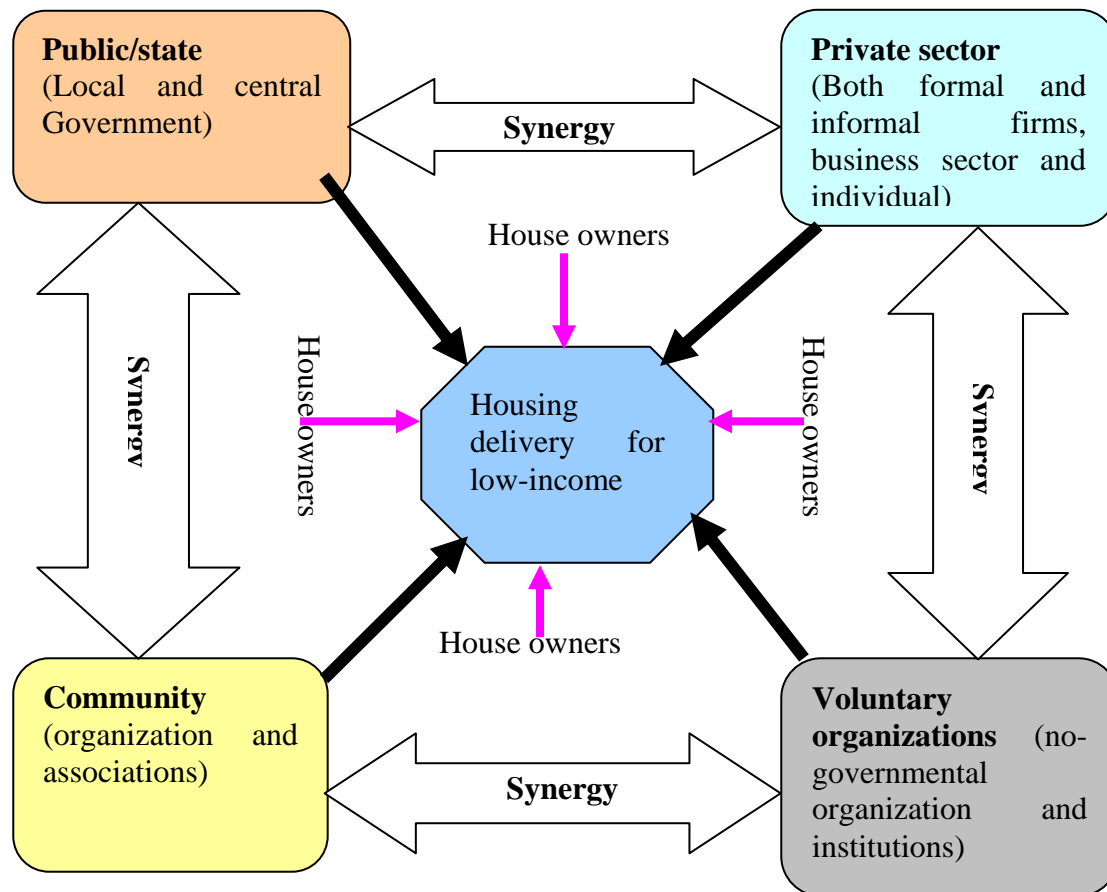 Public/state
(Local and central
Government)
Private sector
(Both formal and
informal firms,
business sector and
individual)
Synergy
House owners
Synergy
House owners
Housing
delivery for
low-income
House owners
Synergy
House owners
Community
(organization and
associations)
Synergy
Voluntary
organizations (no-
governmental
organization and
institutions)